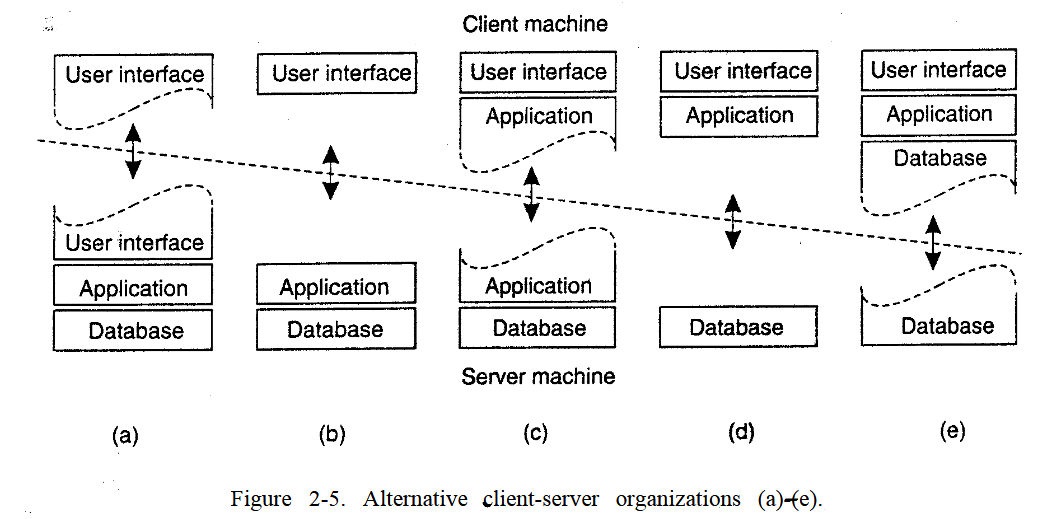 Client machine
User interface User interface User interface User interface User interface
Application Application Application
Database
User interface
Application Application Application
Database Database Database Database Database
Server machine
(a) (b) (c) (d) (e)
Figure 2-5. Alternative client-server organizations (a)-(e).